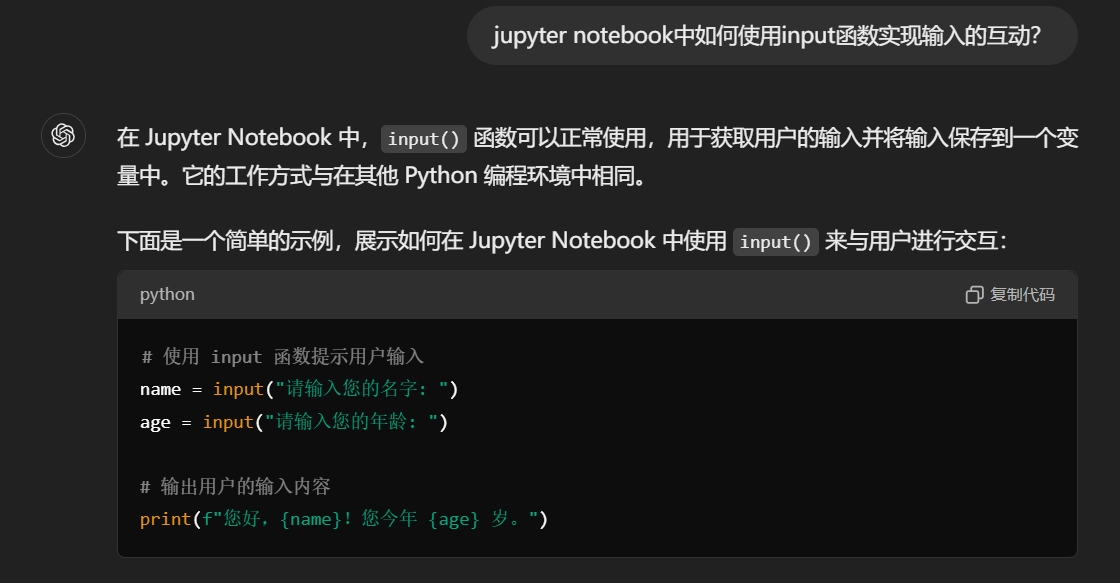 jupyter notebook中如何使用input函数实现输入的互动？
在 Jupyter Notebook 中，input() 函数可以正常使用，用于获取用户的输入并将输入保存到一个变
量中。它的工作方式与在其他 Python 编程环境中相同。
下面是一个简单的示例，展示如何在 Jupyter Notebook 中使用 input() 来与用户进行交互：
python
复制代码
# 使用 input 函数提示用户输入
name = input("请输入您的名字: ")
age = input("请输入您的年龄: ")
# 输出用户的输入内容
print(f"您好，{name}！您今年 {age} 岁。")